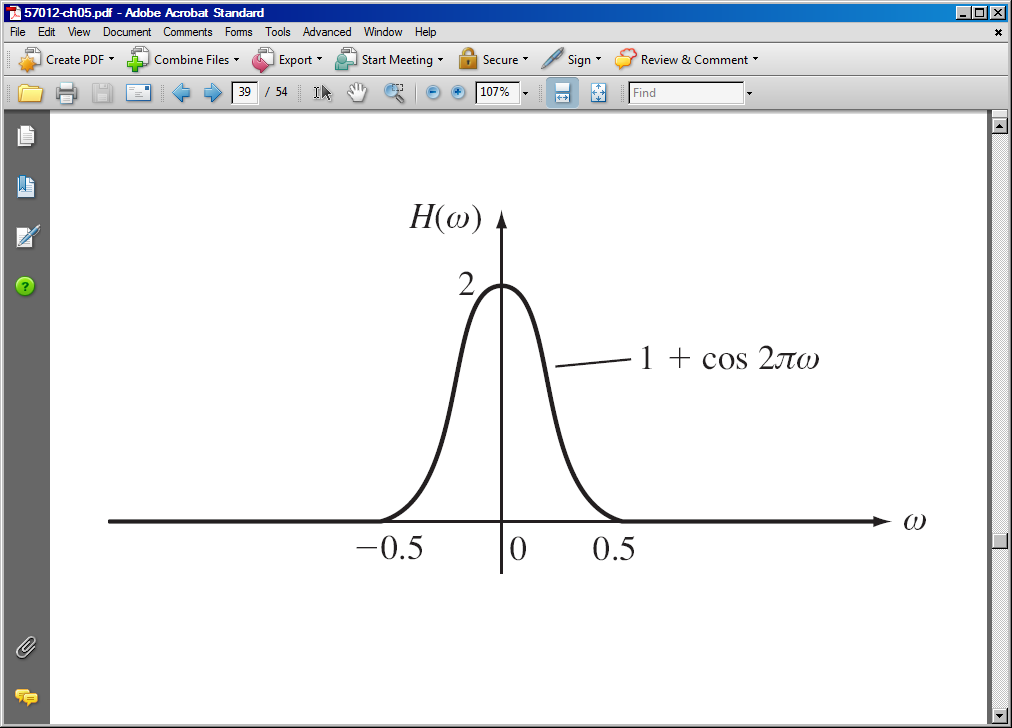 57012-ch05.pdf - Adobe Acrobat Standard
File Edit View Document Comments Forms Tools Advanced Window Help
Create PDF Combine Files Export Start Meeting Secure Sign Review & Comment
39 / 54 107% Find
H(ω)
2
1 + cos 2πω
ω
−0.5 0 0.5